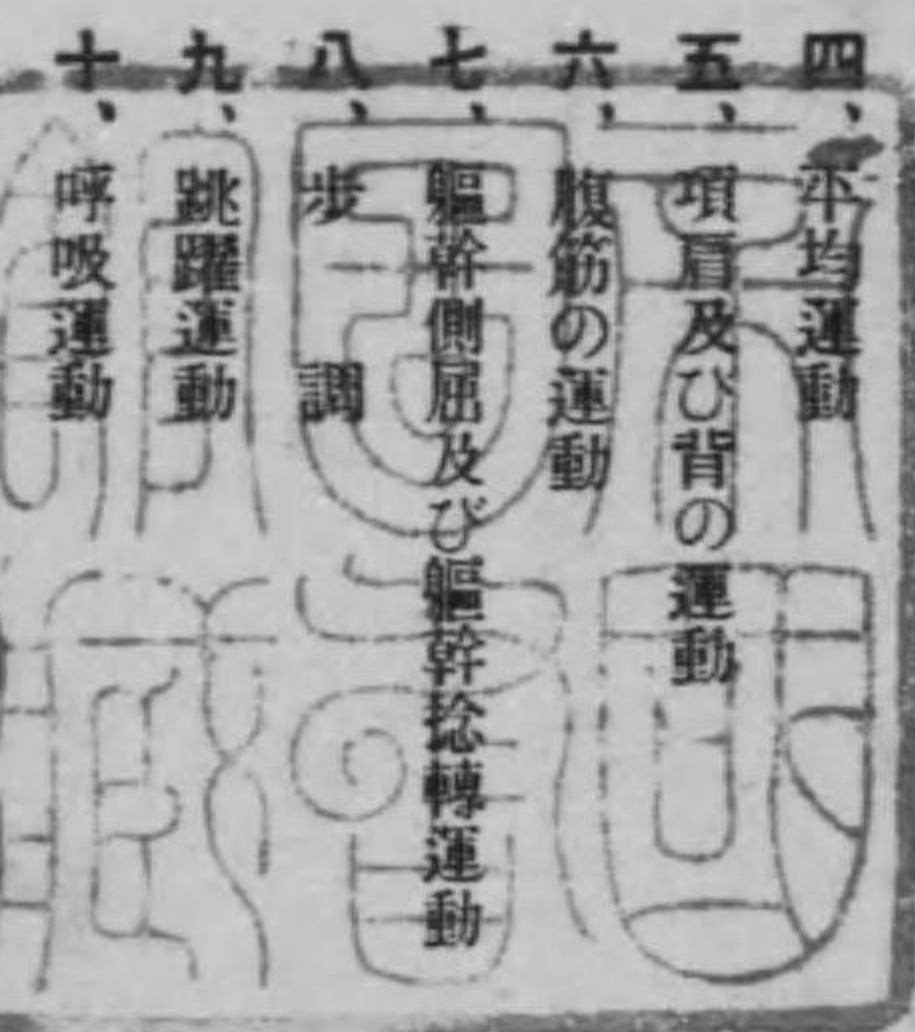 四、平均運動
五、項肩及ひ背の運動
六、腹筋の運動
七、軀幹側屈及び軀幹捻轉運動
八、步調
九、跳躍運動
十、呼吸運動